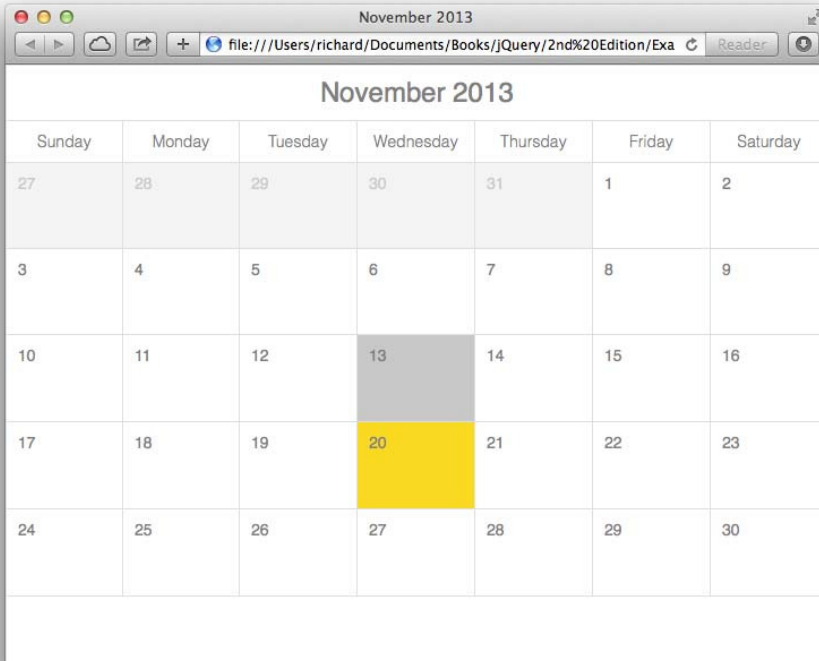 November 2013
file:///Users/richard/Documents/Books/jQuery/2nd%20Edition/Exa Reader
November 2013
Sunday Monday Tuesday Wednesday Thursday Friday Saturday
27 28 29 30 31 1 2
3 4 5 6 7 8 9
10 11 12 13 14 15 16
17 18 19 20 21 22 23
24 25 26 27 28 29 30